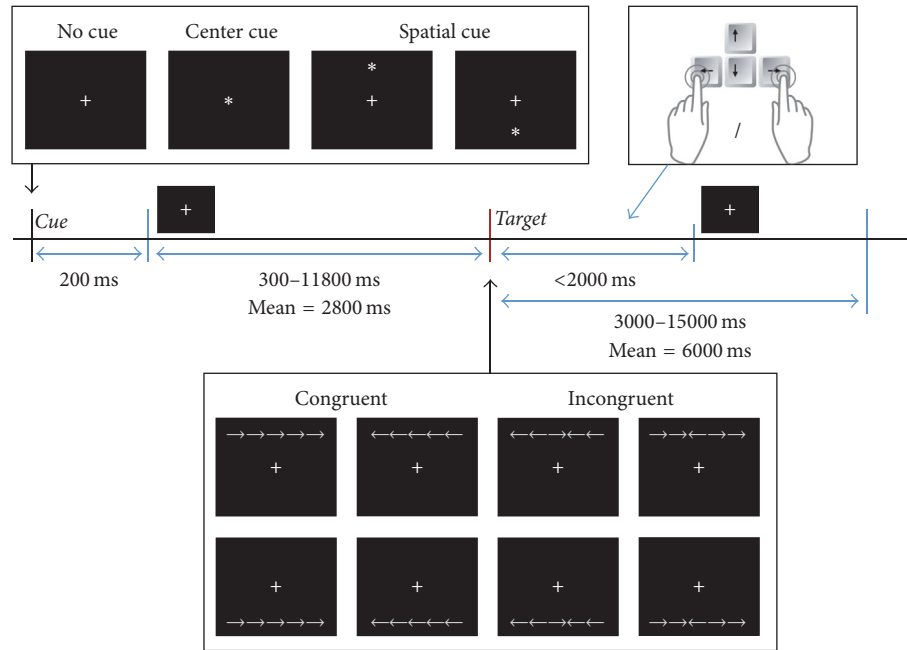 No cue Center cue Spatial cue
+ * * +
+ *
↑
← ↓ →
/
Cue + Target +
200 ms 300–11800 ms <2000 ms
Mean = 2800 ms
3000–15000 ms
Mean = 6000 ms
Congruent Incongruent
→→→→→ ←←←←← ←←→←← →→←→→
+ + + +
+ + + +
→→→→→ ←←←←← ←←→←← →→←→→